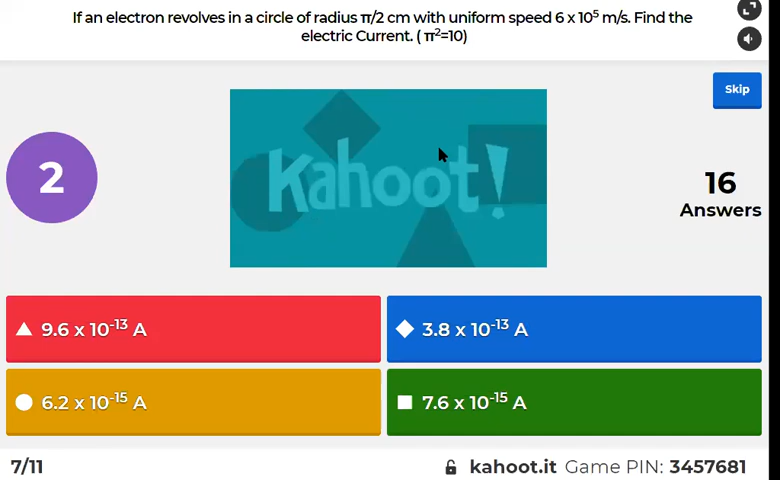 If an electron revolves in a circle of radius π/2 cm with uniform speed 6 x 10⁵ m/s. Find the
electric Current. ( π²=10)
Skip
2
Kahoot!
16
Answers
9.6 x 10⁻¹³ A
3.8 x 10⁻¹³ A
6.2 x 10⁻¹⁵ A
7.6 x 10⁻¹⁵ A
7/11
kahoot.it Game PIN: 3457681